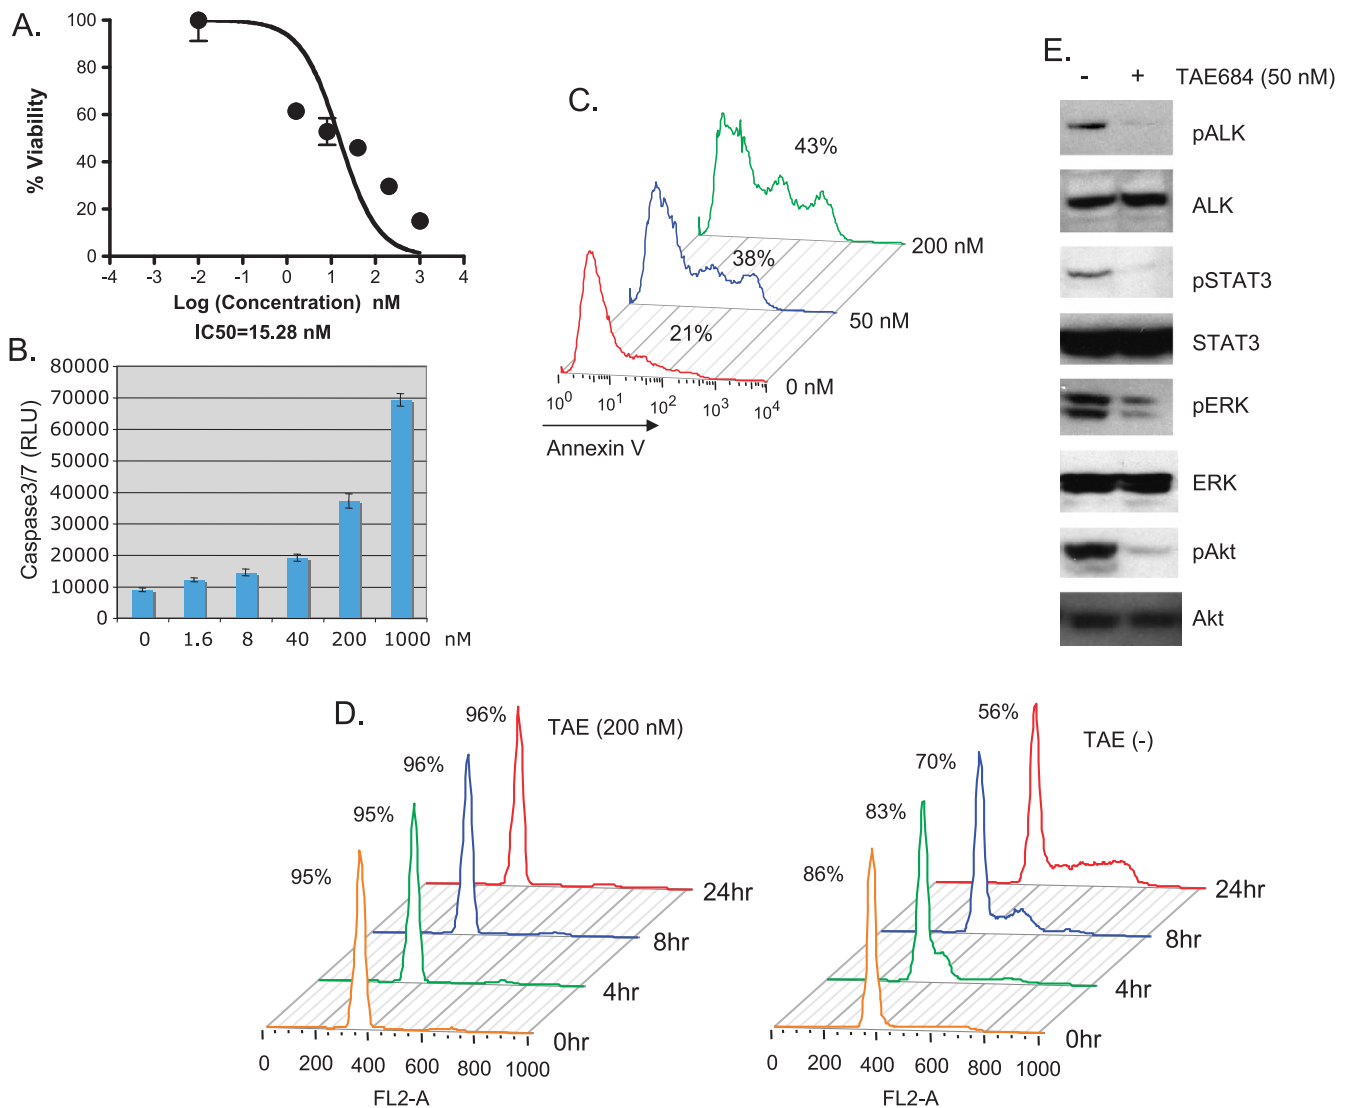 A.
100
80
60
40
20
0
% Viability
-4 -3 -2 -1 0 1 2 3 4
Log (Concentration) nM
IC50=15.28 nM
B.
80000
70000
60000
50000
40000
30000
20000
10000
0
Caspase3/7 (RLU)
0 1.6 8 40 200 1000 nM
C.
43%
200 nM
38%
50 nM
21%
0 nM
10^0 10^1 10^2 10^3 10^4
Annexin V
D.
TAE (200 nM)
96%
24hr
96%
8hr
95%
4hr
95%
0hr
0 200 400 600 800 1000
FL2-A
TAE (-)
56%
24hr
70%
8hr
83%
4hr
86%
0hr
0 200 400 600 800 1000
FL2-A
E.
- + TAE684 (50 nM)
pALK
ALK
pSTAT3
STAT3
pERK
ERK
pAkt
Akt